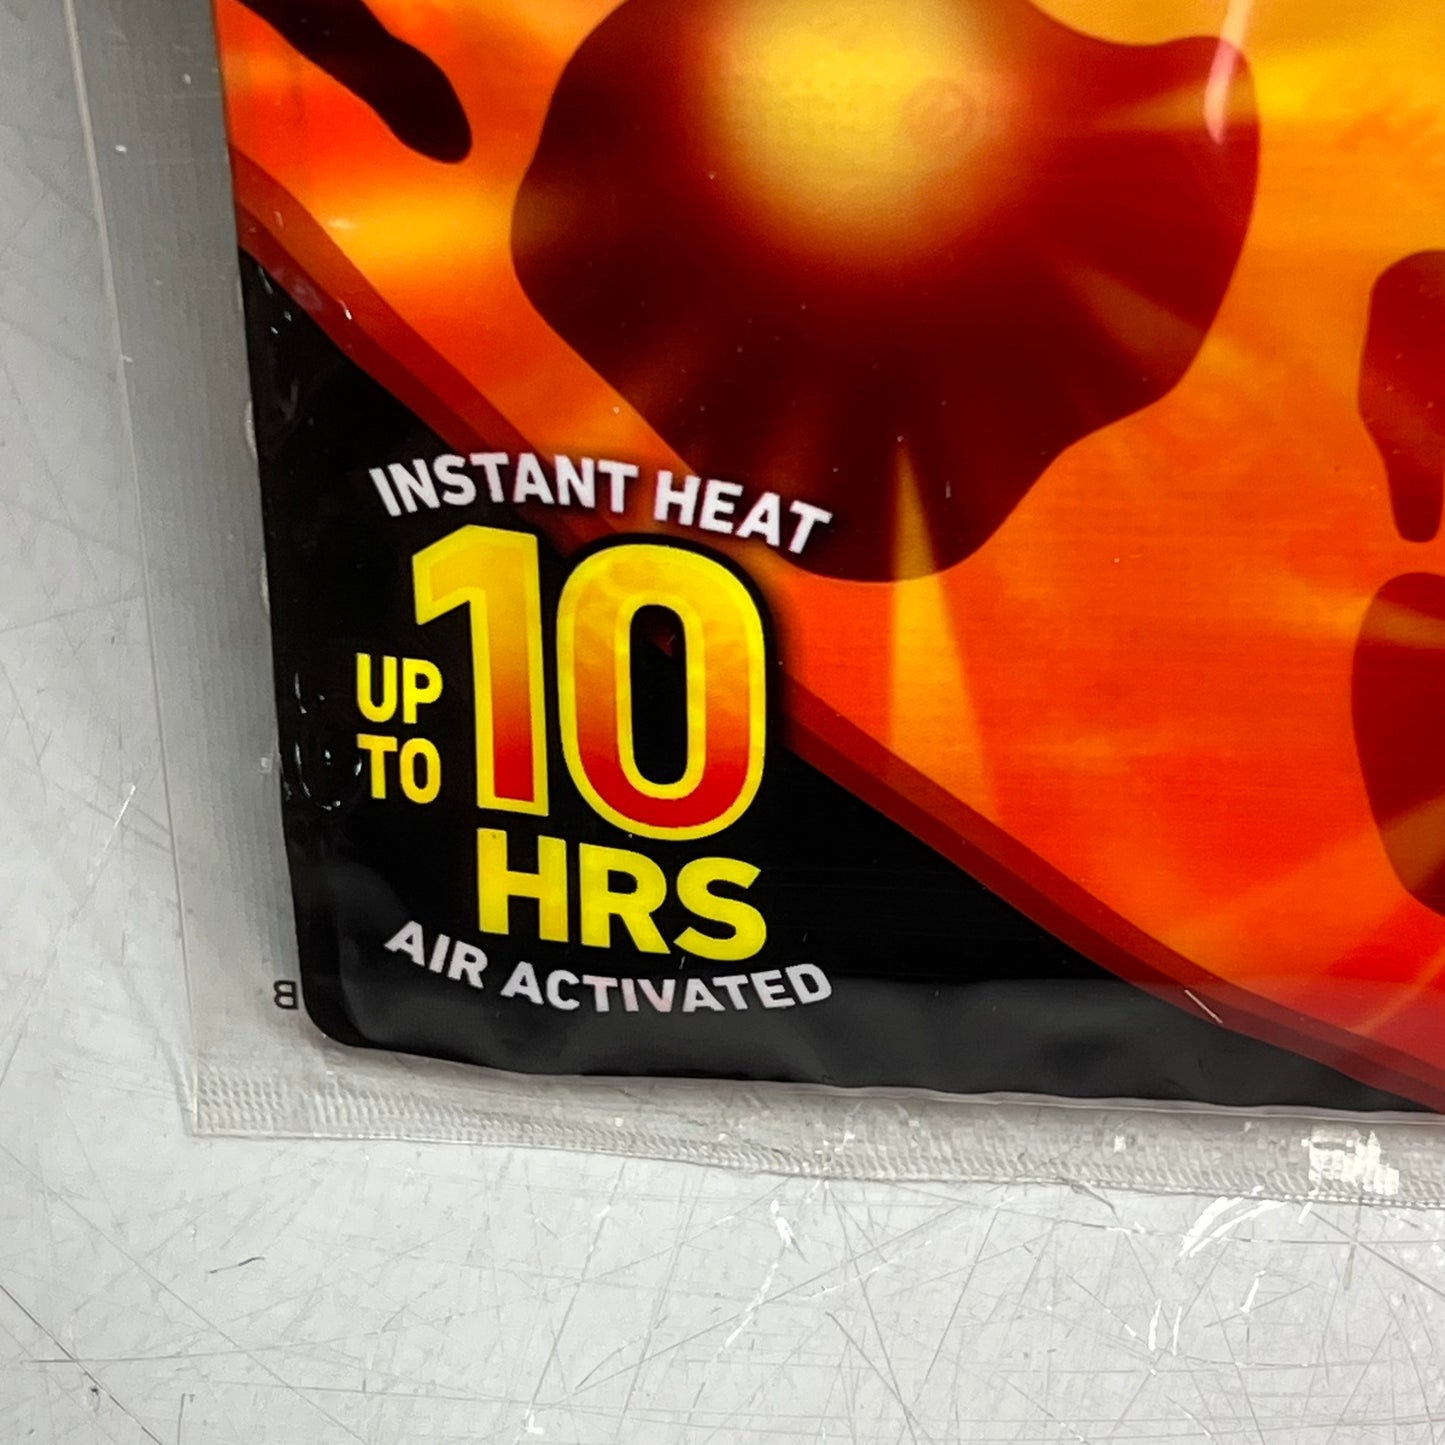 INSTANT HEAT
UP TO 10
HRS
AIR ACTIVATED
B